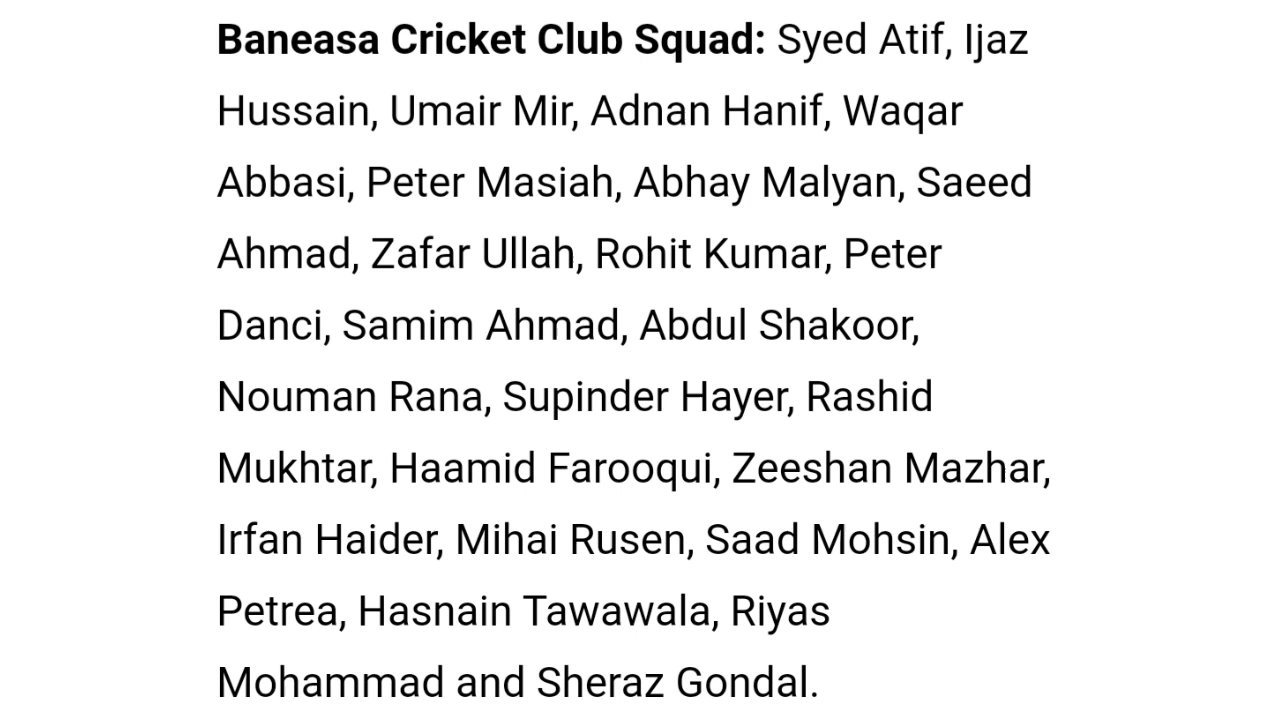 Baneasa Cricket Club Squad: Syed Atif, Ijaz
Hussain, Umair Mir, Adnan Hanif, Waqar
Abbasi, Peter Masiah, Abhay Malyan, Saeed
Ahmad, Zafar Ullah, Rohit Kumar, Peter
Danci, Samim Ahmad, Abdul Shakoor,
Nouman Rana, Supinder Hayer, Rashid
Mukhtar, Haamid Farooqui, Zeeshan Mazhar,
Irfan Haider, Mihai Rusen, Saad Mohsin, Alex
Petrea, Hasnain Tawawala, Riyas
Mohammad and Sheraz Gondal.